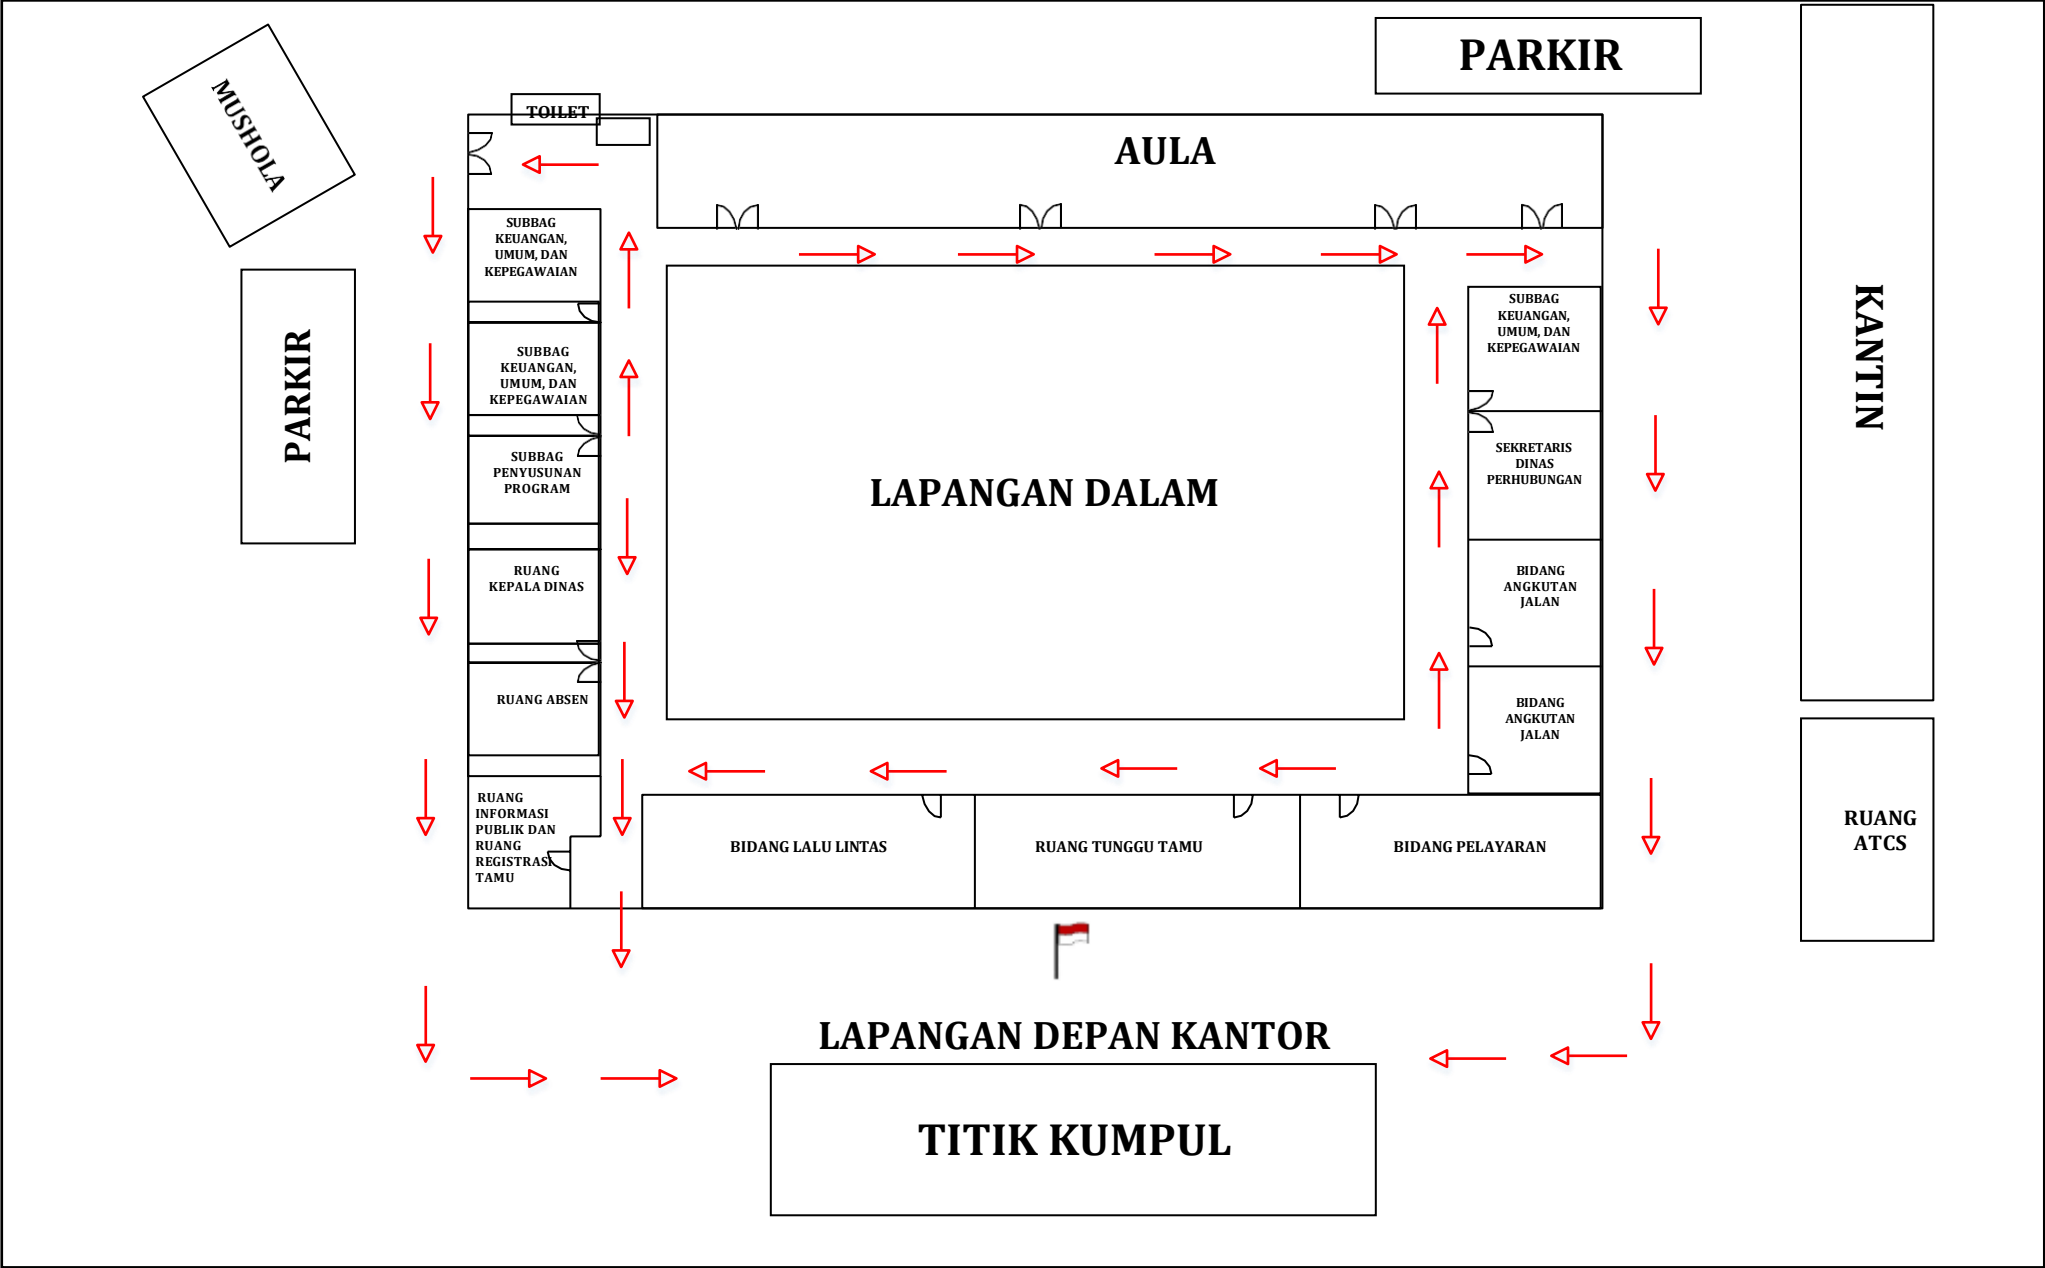 PARKIR
MUSHOLA
TOILET
AULA
SUBBAG
KEUANGAN,
UMUM, DAN
KEPEGAWAIAN
SUBBAG
KEUANGAN,
UMUM, DAN
KEPEGAWAIAN
SUBBAG
PENYUSUNAN
PROGRAM
RUANG
KEPALA DINAS
RUANG ABSEN
RUANG
INFORMASI
PUBLIK DAN
RUANG
REGISTRASI
TAMU
PARKIR
LAPANGAN DALAM
SUBBAG
KEUANGAN,
UMUM, DAN
KEPEGAWAIAN
SEKRETARIS
DINAS
PERHUBUNGAN
BIDANG
ANGKUTAN
JALAN
BIDANG
ANGKUTAN
JALAN
KANTIN
RUANG
ATCS
BIDANG LALU LINTAS
RUANG TUNGGU TAMU
BIDANG PELAYARAN
LAPANGAN DEPAN KANTOR
TITIK KUMPUL